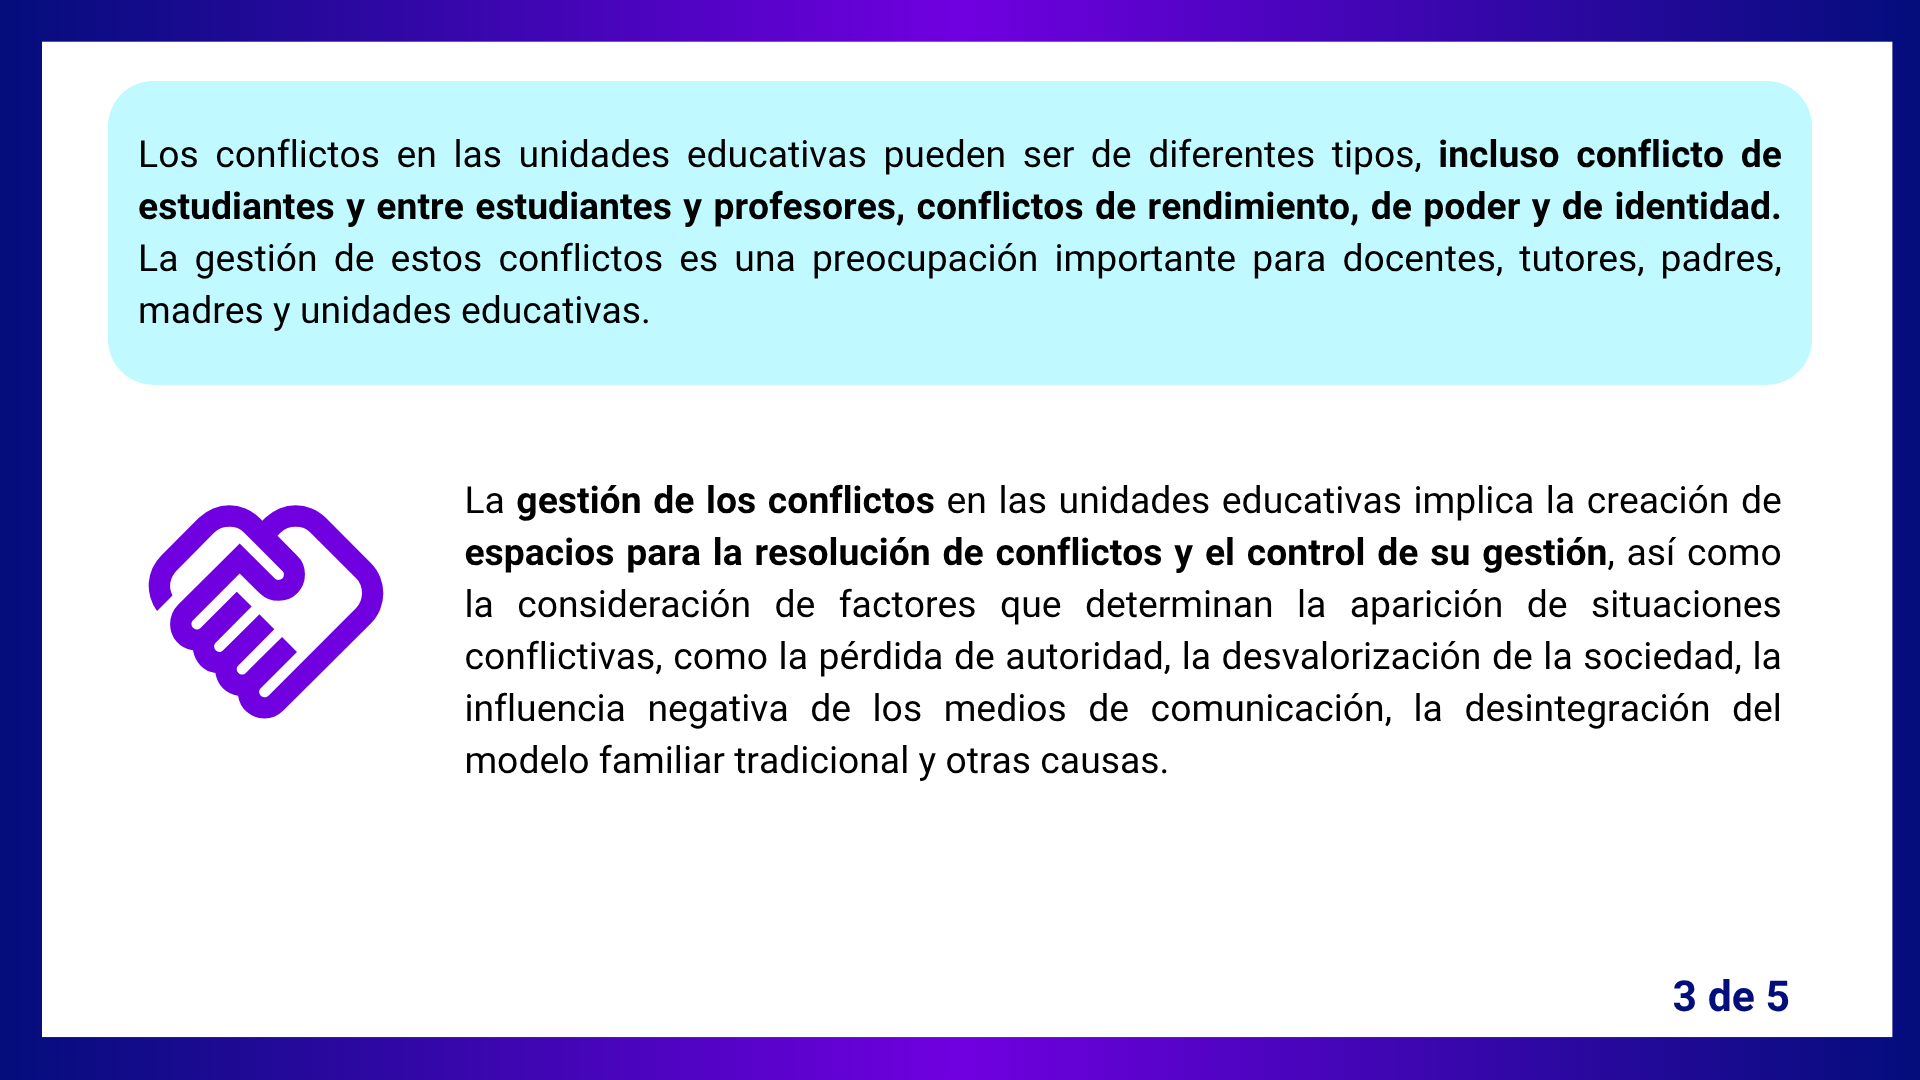 Los conflictos en las unidades educativas pueden ser de diferentes tipos, incluso conflicto de
estudiantes y entre estudiantes y profesores, conflictos de rendimiento, de poder y de identidad.
La gestión de estos conflictos es una preocupación importante para docentes, tutores, padres,
madres y unidades educativas.
La gestión de los conflictos en las unidades educativas implica la creación de
espacios para la resolución de conflictos y el control de su gestión, así como
la consideración de factores que determinan la aparición de situaciones
conflictivas, como la pérdida de autoridad, la desvalorización de la sociedad, la
influencia negativa de los medios de comunicación, la desintegración del
modelo familiar tradicional y otras causas.
3 de 5